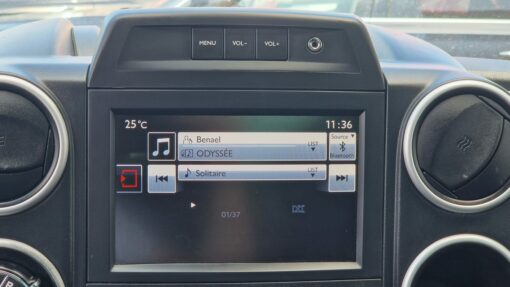 MENU VOL- VOL+
25 °C 11:36
Benael
ODYSSÉE LIST
Source
Bluetooth
Solitaire LIST
01/37